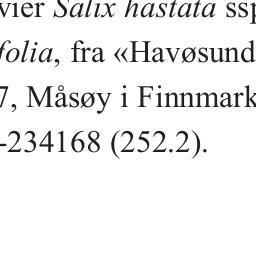 vier Salix hastata ssp
folia, fra «Havøsund
7, Måsøy i Finnmark
-234168 (252.2).